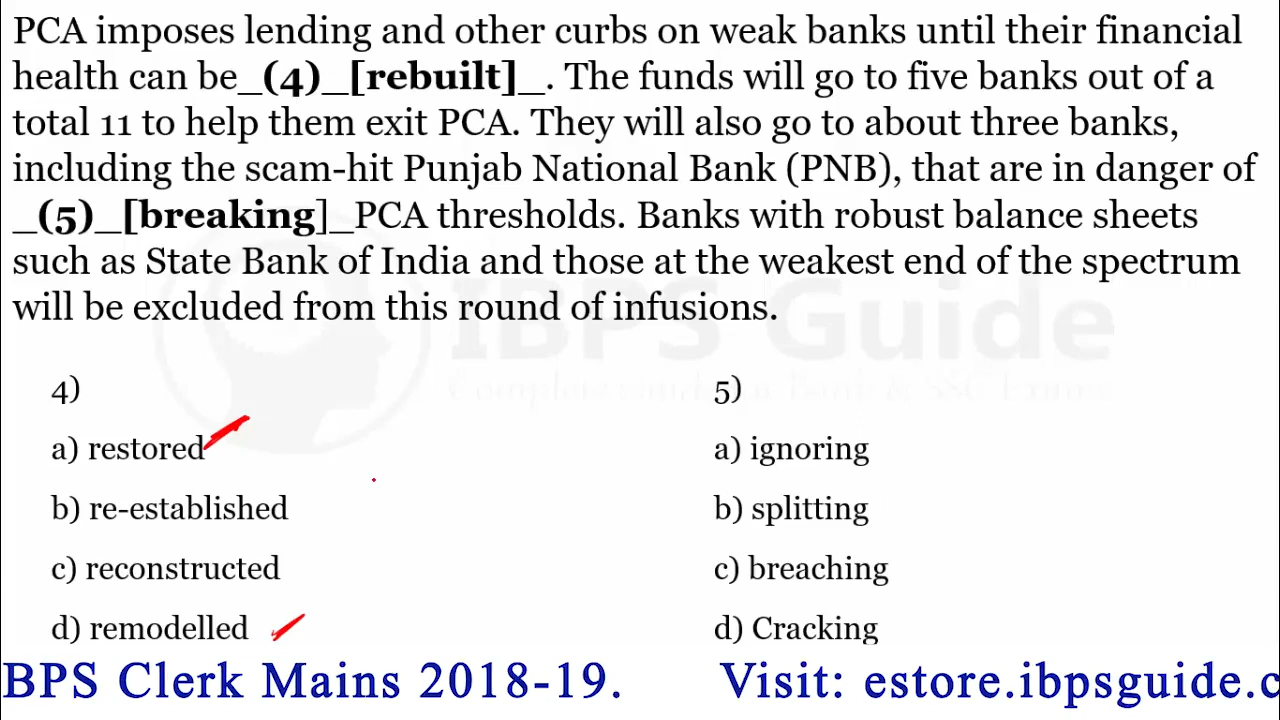 PCA imposes lending and other curbs on weak banks until their financial
health can be_(4)_[rebuilt]_. The funds will go to five banks out of a
total 11 to help them exit PCA. They will also go to about three banks,
including the scam-hit Punjab National Bank (PNB), that are in danger of
_(5)_[breaking]_PCA thresholds. Banks with robust balance sheets
such as State Bank of India and those at the weakest end of the spectrum
will be excluded from this round of infusions.
IBPS Guide
4)
a) restored
b) re-established
c) reconstructed
d) remodelled
5)
a) ignoring
b) splitting
c) breaching
d) Cracking
BPS Clerk Mains 2018-19. Visit: estore.ibpsguide.c